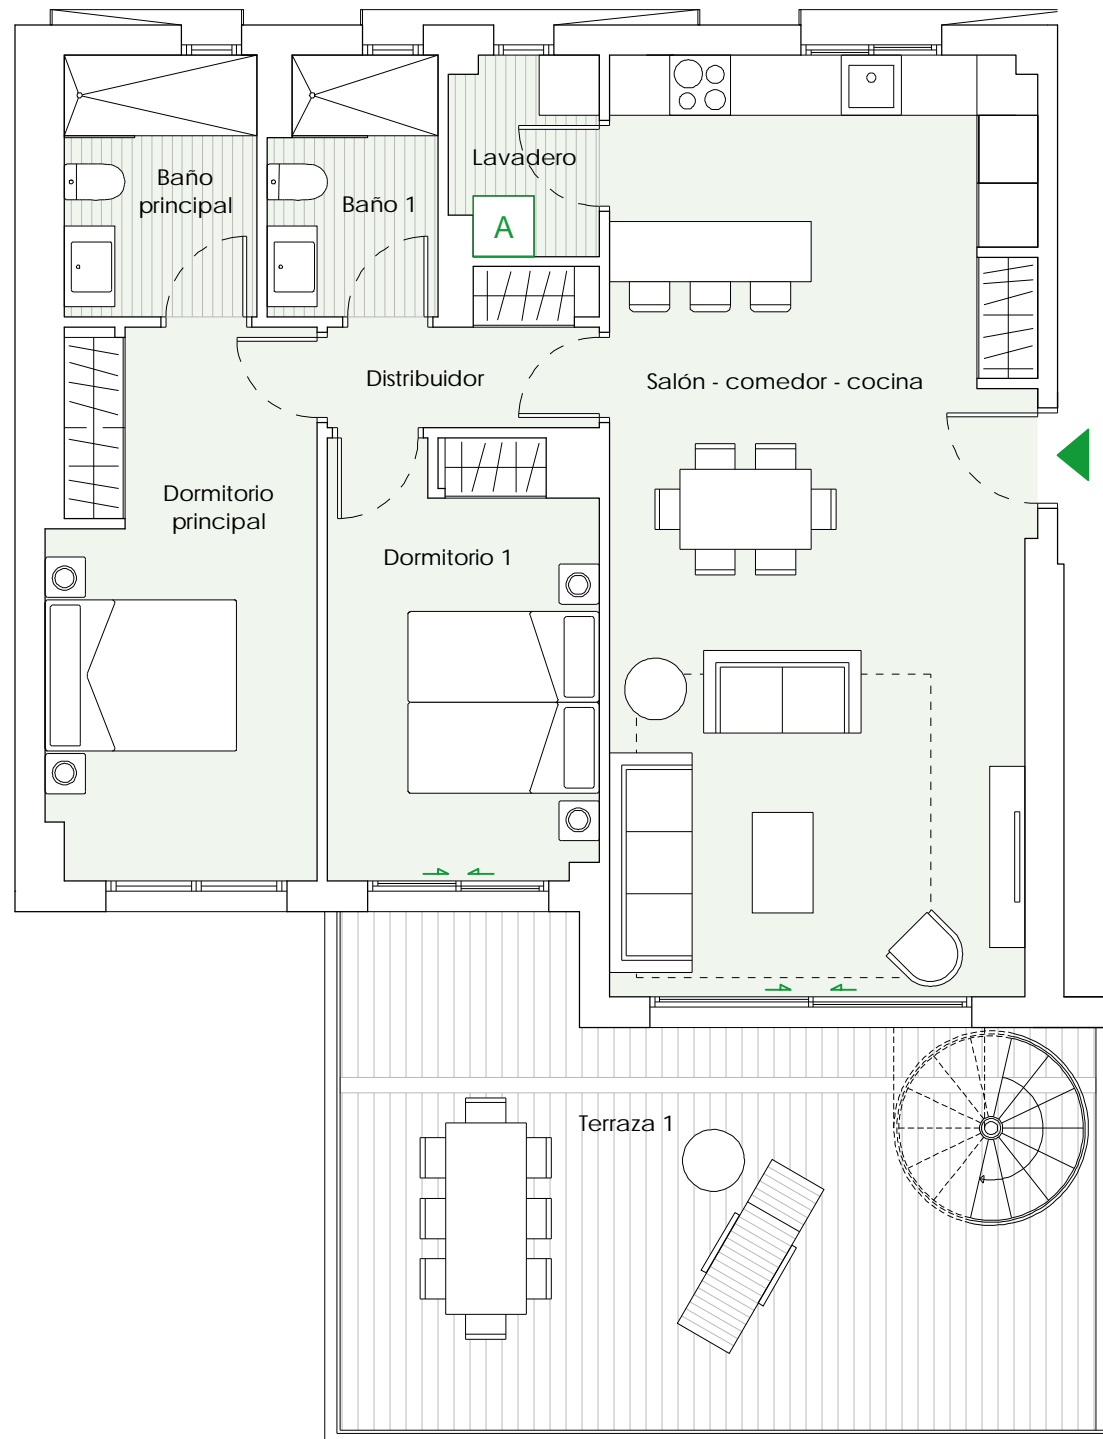 Lavadero
Baño
principal
Baño 1
A
Distribuidor
Salón - comedor - cocina
Dormitorio
principal
Dormitorio 1
Terraza 1